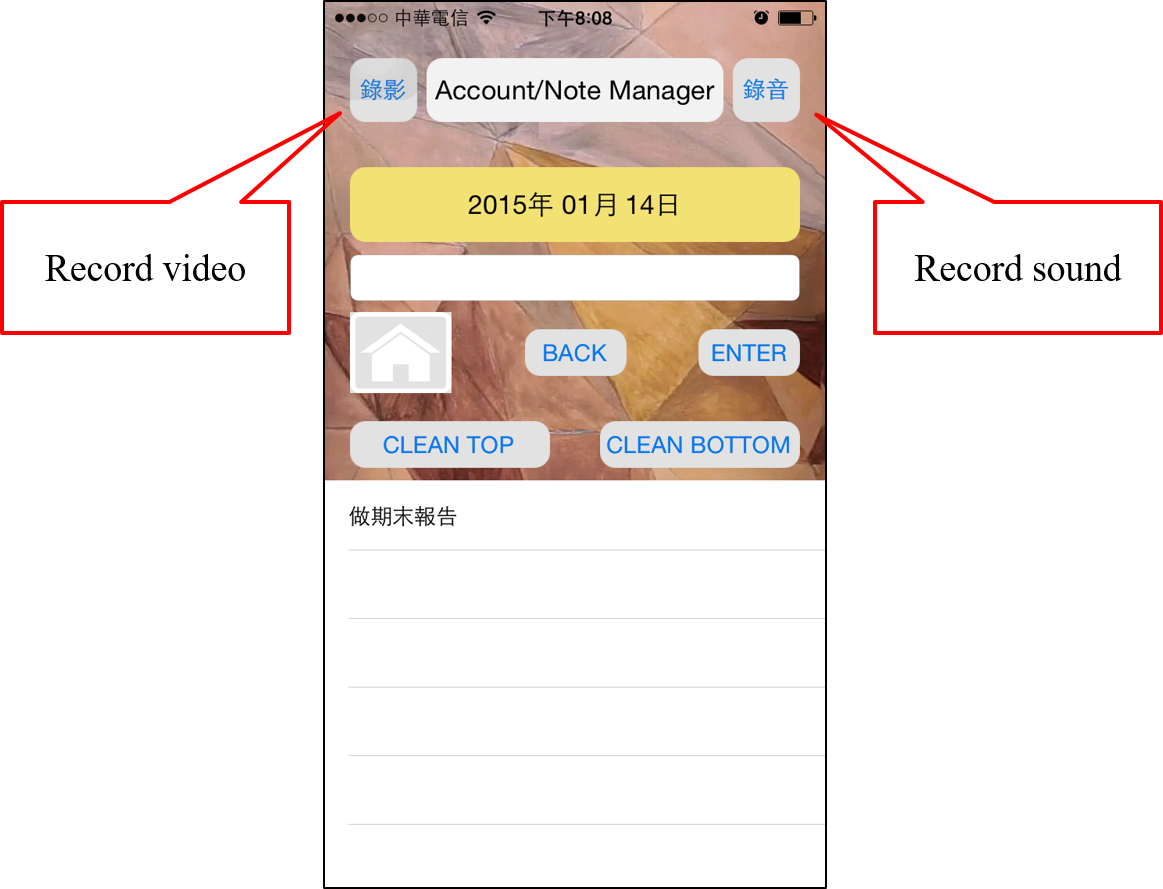 中華電信 下午8:08
錄影 Account/Note Manager 錄音
2015年 01月 14日
Record video
Record sound
BACK ENTER
CLEAN TOP CLEAN BOTTOM
做期末報告